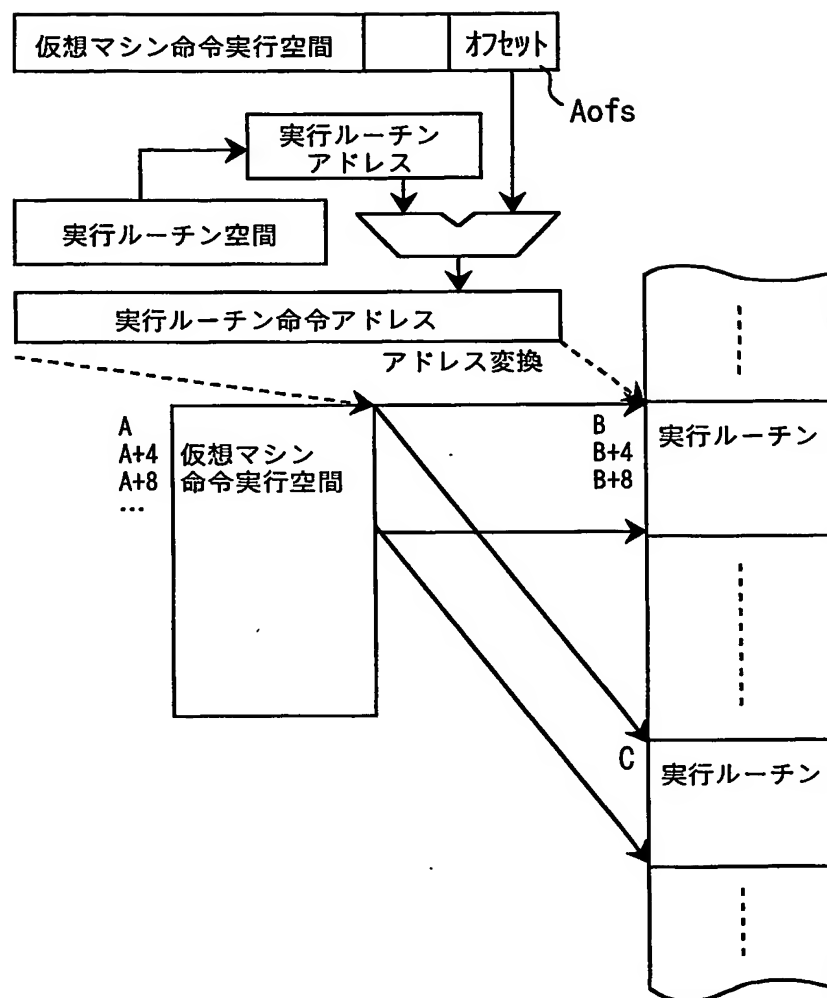 仮想マシン命令実行空間
オフセット
Aofs
実行ルーチン
アドレス
実行ルーチン空間
実行ルーチン命令アドレス
アドレス変換
A
A+4
A+8
…
仮想マシン
命令実行空間
B
B+4
B+8
実行ルーチン
C
実行ルーチン